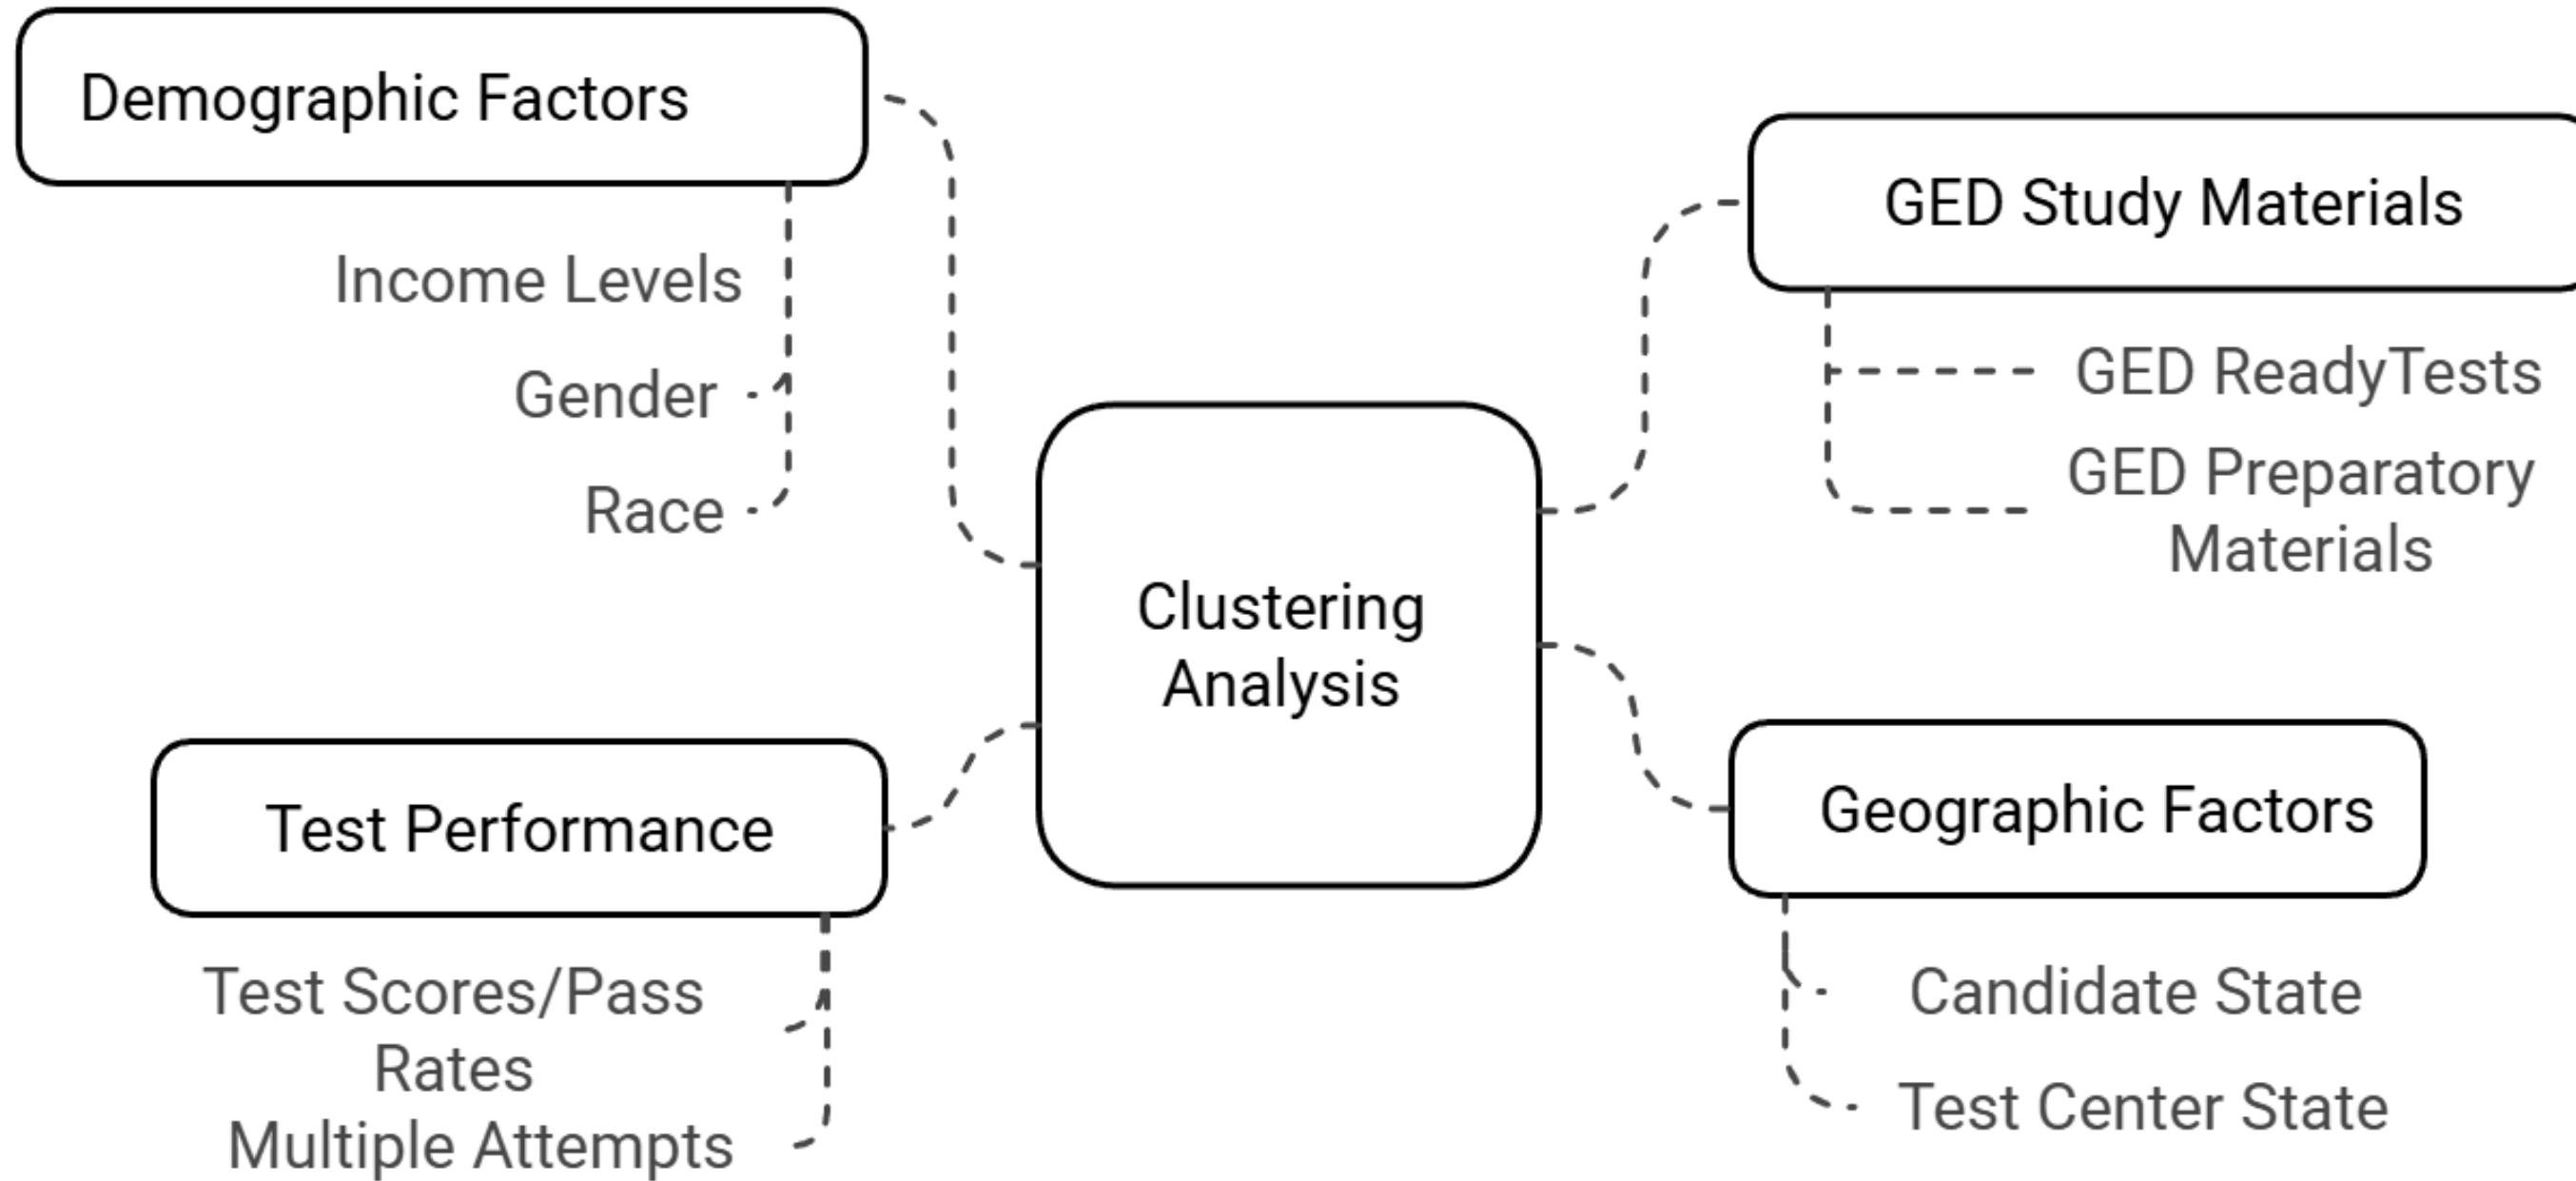 Demographic Factors
Income Levels
Gender
Race
GED Study Materials
GED ReadyTests
GED Preparatory
Materials
Clustering
Analysis
Test Performance
Test Scores/Pass
Rates
Multiple Attempts
Geographic Factors
Candidate State
Test Center State